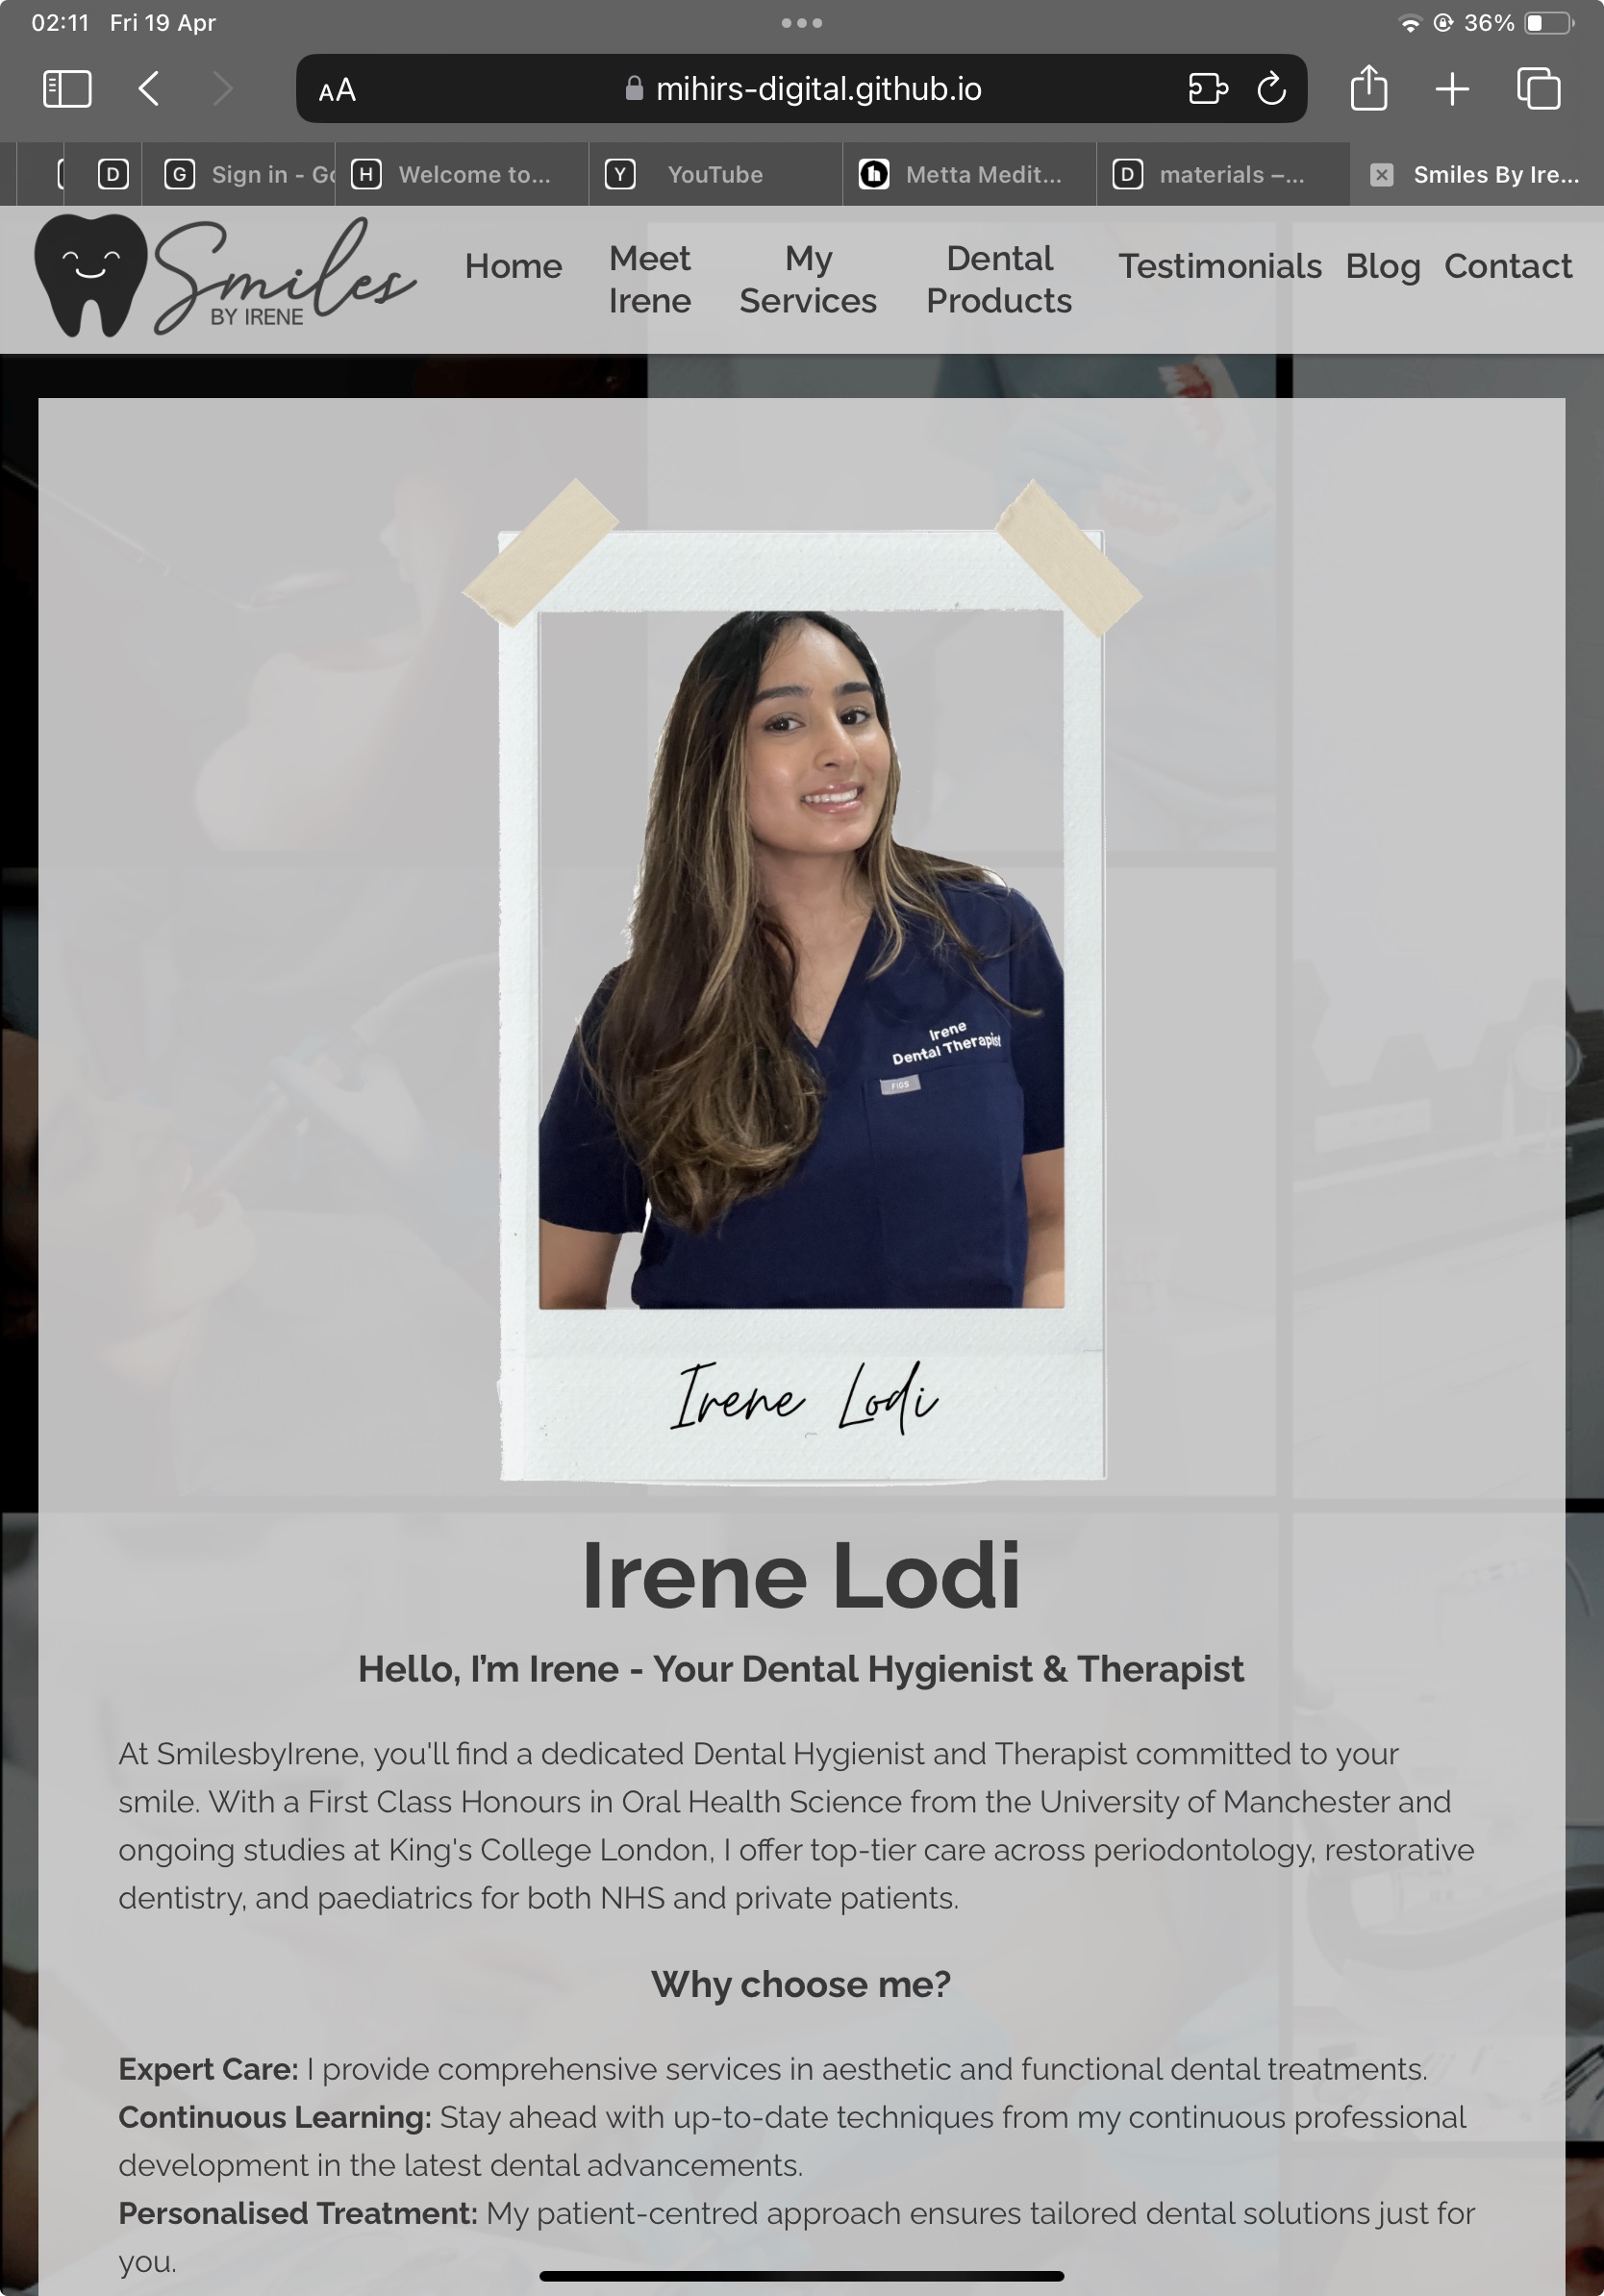 02:11 Fri 19 Apr
36%
AA
mihirs-digital.github.io
D
G Sign in - Go
H Welcome to...
Y YouTube
h Metta Medit...
D materials –...
Smiles By Ire...
Smiles
BY IRENE
Home
Meet
Irene
My
Services
Dental
Products
Testimonials
Blog
Contact
Irene
Dental Therapist
FIGS
Irene Lodi
Irene Lodi
Hello, I’m Irene - Your Dental Hygienist & Therapist
At SmilesbyIrene, you'll find a dedicated Dental Hygienist and Therapist committed to your
smile. With a First Class Honours in Oral Health Science from the University of Manchester and
ongoing studies at King's College London, I offer top-tier care across periodontology, restorative
dentistry, and paediatrics for both NHS and private patients.
Why choose me?
Expert Care: I provide comprehensive services in aesthetic and functional dental treatments.
Continuous Learning: Stay ahead with up-to-date techniques from my continuous professional
development in the latest dental advancements.
Personalised Treatment: My patient-centred approach ensures tailored dental solutions just for
you.